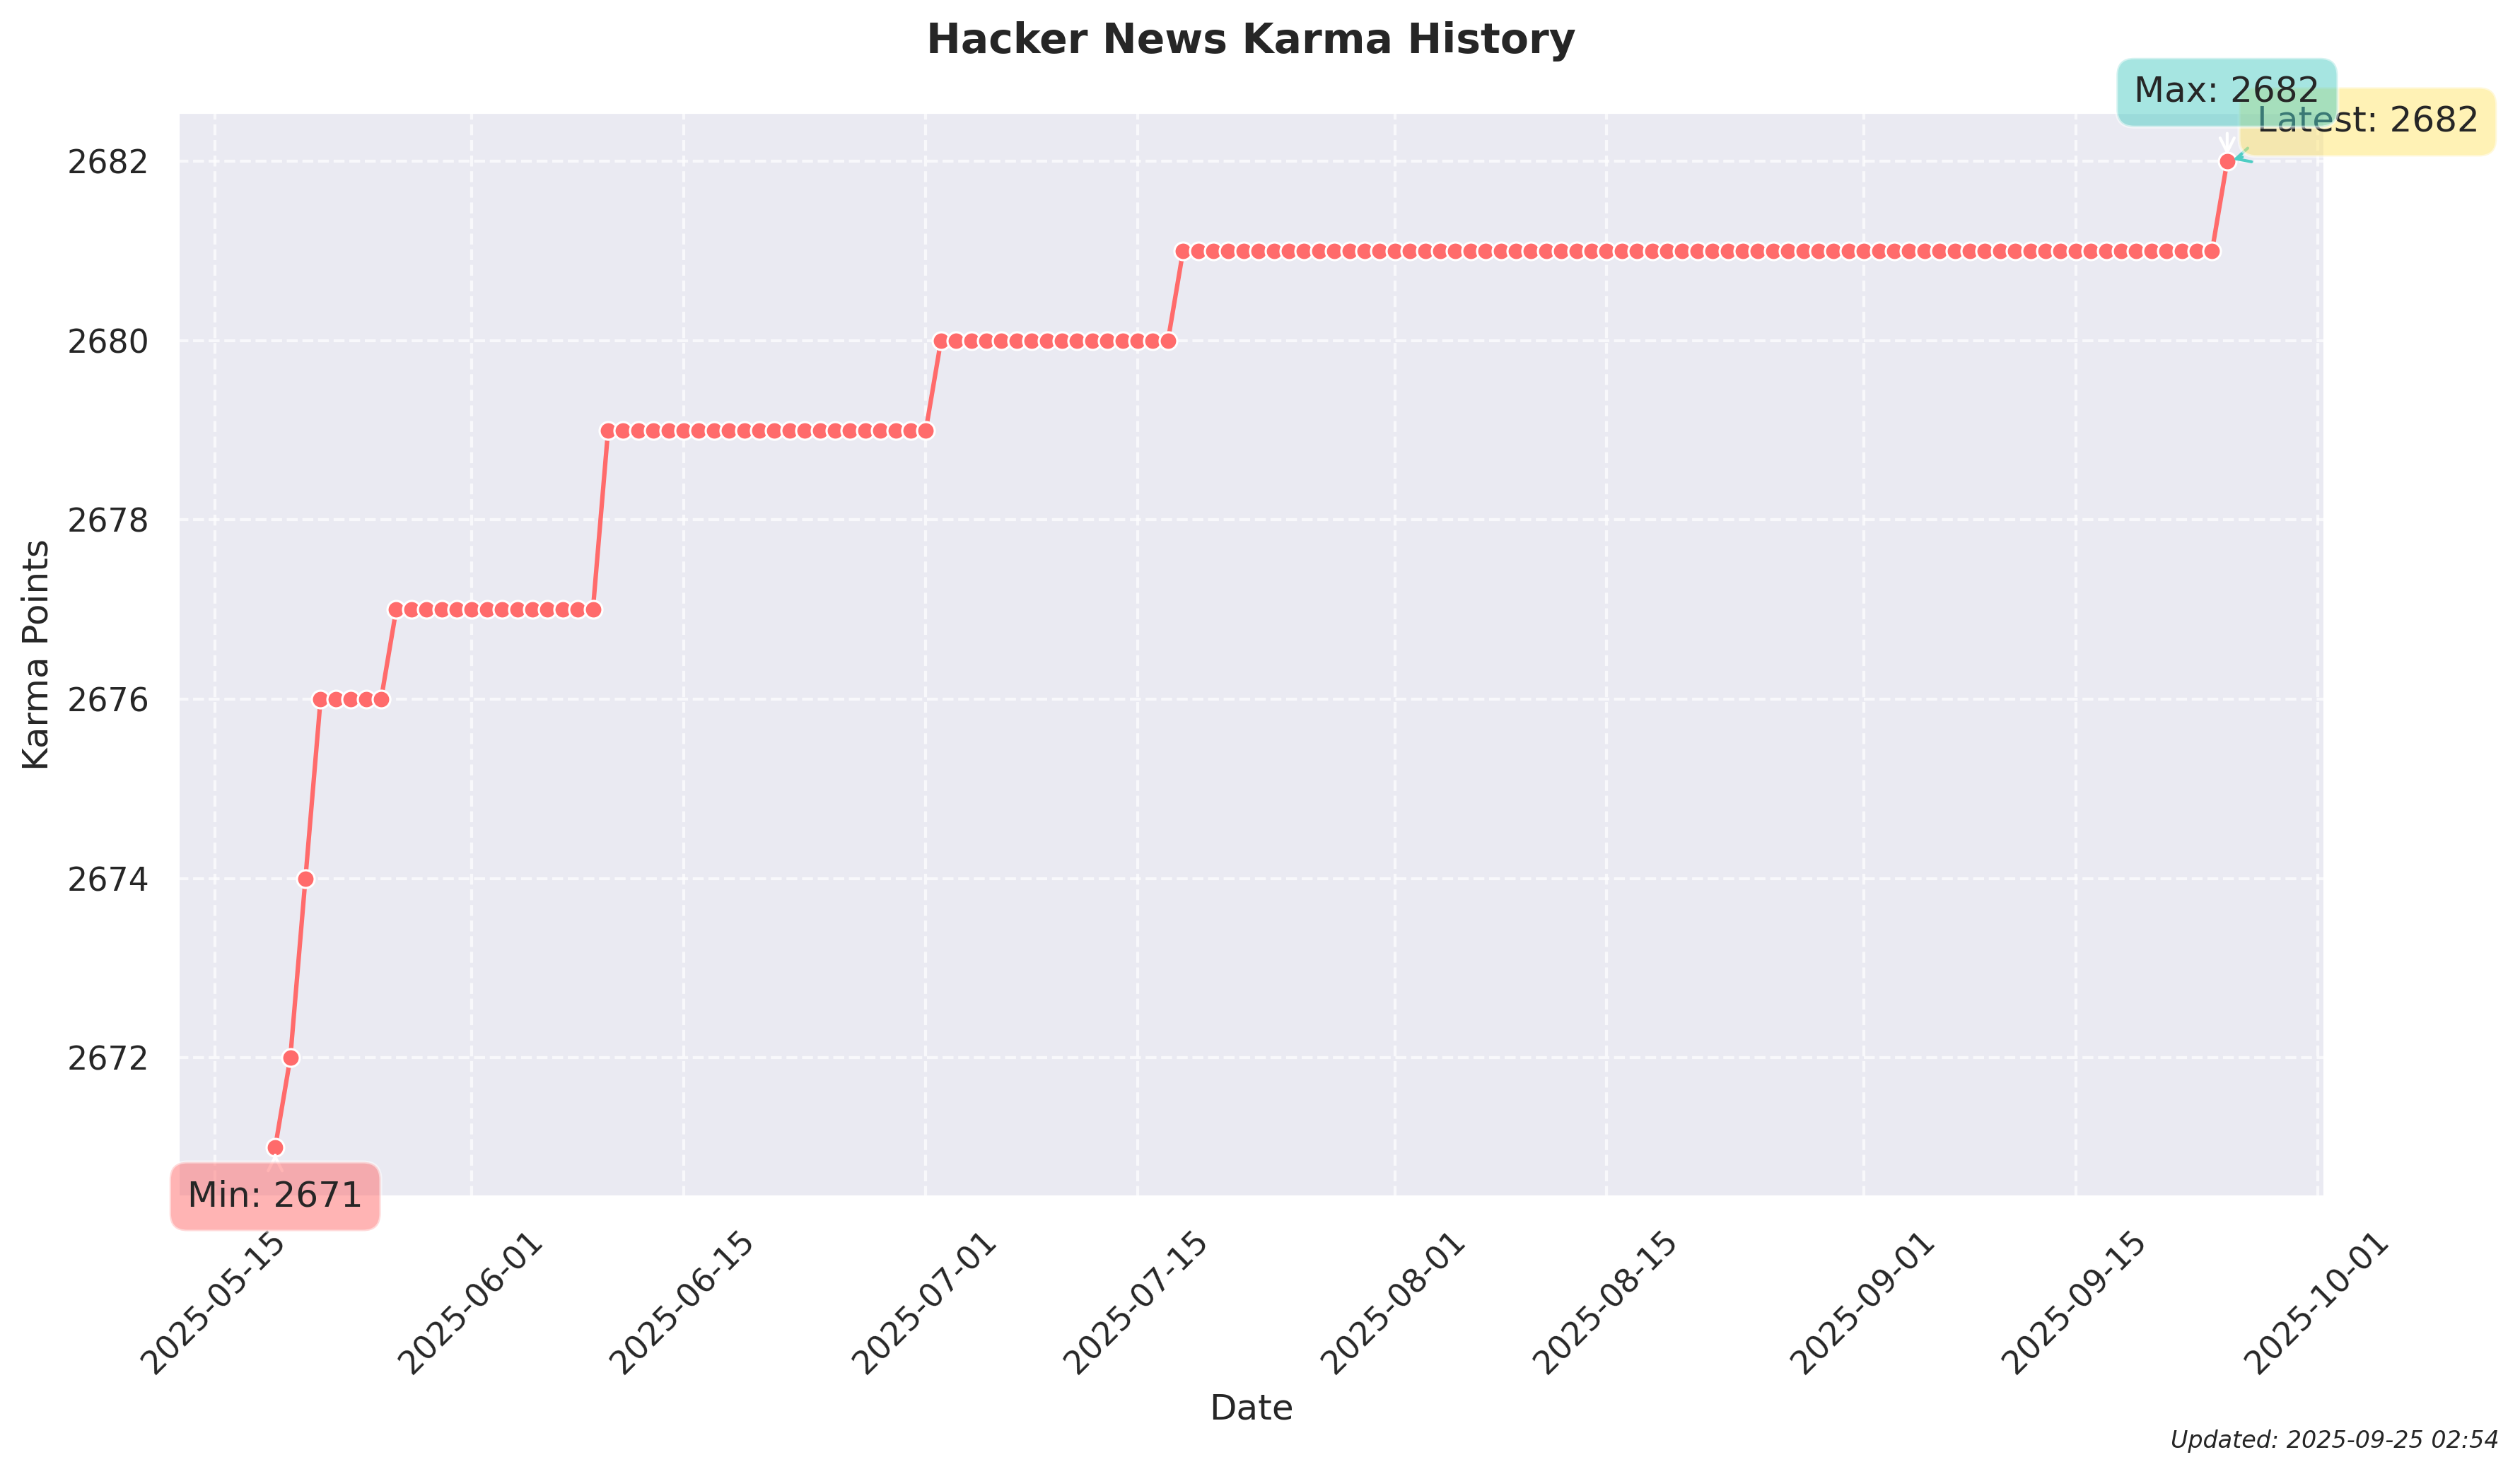 Hacker News Karma History
Max: 2682
Latest: 2682
2682
2680
2678
2676
2674
2672
Karma Points
Min: 2671
2025-05-15
2025-06-01
2025-06-15
2025-07-01
2025-07-15
2025-08-01
2025-08-15
2025-09-01
2025-09-15
2025-10-01
Date
Updated: 2025-09-25 02:54